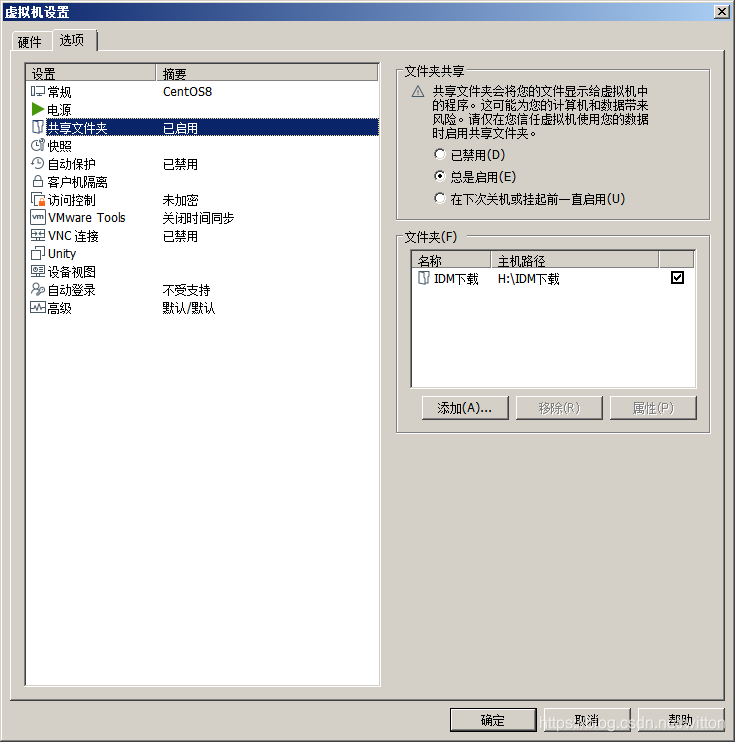 虚拟机设置
硬件 选项
设置 摘要
常规 CentOS8
电源
共享文件夹 已启用
快照
自动保护 已禁用
客户机隔离
访问控制 未加密
vm VMware Tools 关闭时间同步
VNC 连接 已禁用
Unity
设备视图
自动登录 不受支持
高级 默认/默认
文件夹共享
共享文件夹会将您的文件显示给虚拟机中
的程序。这可能为您的计算机和数据带来
风险。请仅在您信任虚拟机使用您的数据
时启用共享文件夹。
已禁用(D)
总是启用(E)
在下次关机或挂起前一直启用(U)
文件夹(F)
名称 主机路径
IDM下载 H:\IDM下载
添加(A)... 移除(R) 属性(P)
确定 取消 帮助